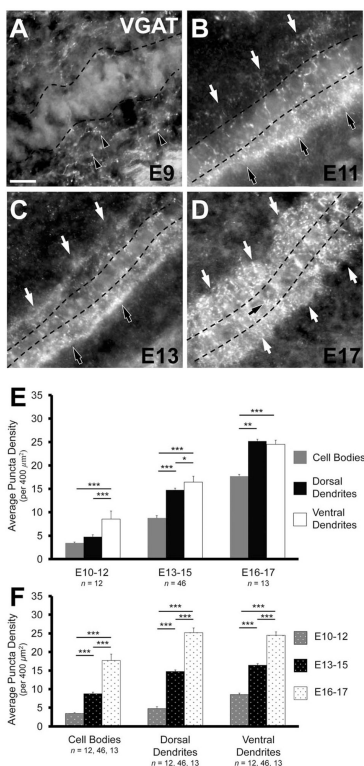 A
VGAT
E9
B
E11
C
E13
D
E17
E
Average Puncta Density
(per 400 µm²)
35
30
25
20
15
10
5
0
***
***
***
***
*
***
**
Cell Bodies
Dorsal
Dendrites
Ventral
Dendrites
E10-12
n = 12
E13-15
n = 46
E16-17
n = 13
F
Average Puncta Density
(per 400 µm²)
35
30
25
20
15
10
5
0
***
***
***
***
***
***
***
***
***
E10-12
E13-15
E16-17
Cell Bodies
n = 12, 46, 13
Dorsal
Dendrites
n = 12, 46, 13
Ventral
Dendrites
n = 12, 46, 13